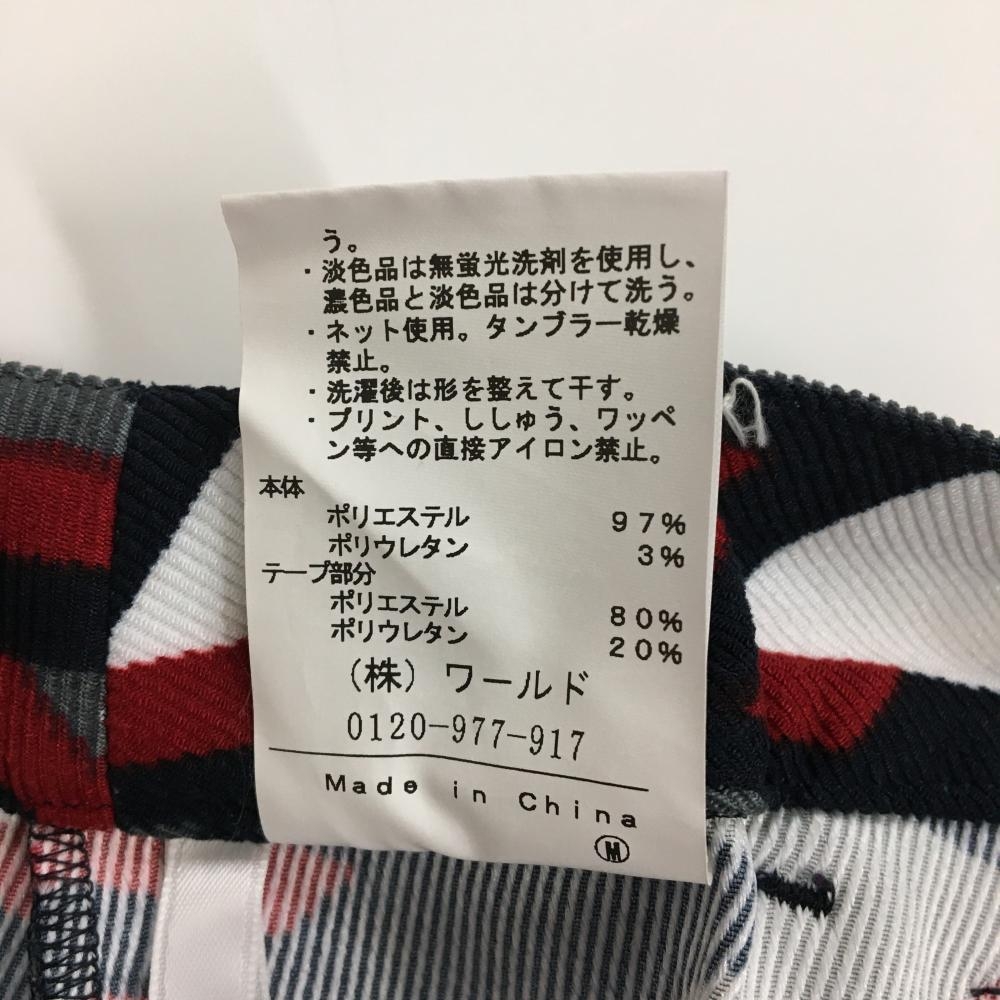 う。
・淡色品は無蛍光洗剤を使用し、
濃色品と淡色品は分けて洗う。
・ネット使用。タンブラー乾燥
禁止。
・洗濯後は形を整えて干す。
・プリント、ししゅう、ワッペ
ン等への直接アイロン禁止。
本体
ポリエステル 97%
ポリウレタン 3%
テープ部分
ポリエステル 80%
ポリウレタン 20%
(株)ワールド
0120-977-917
Made in China
M